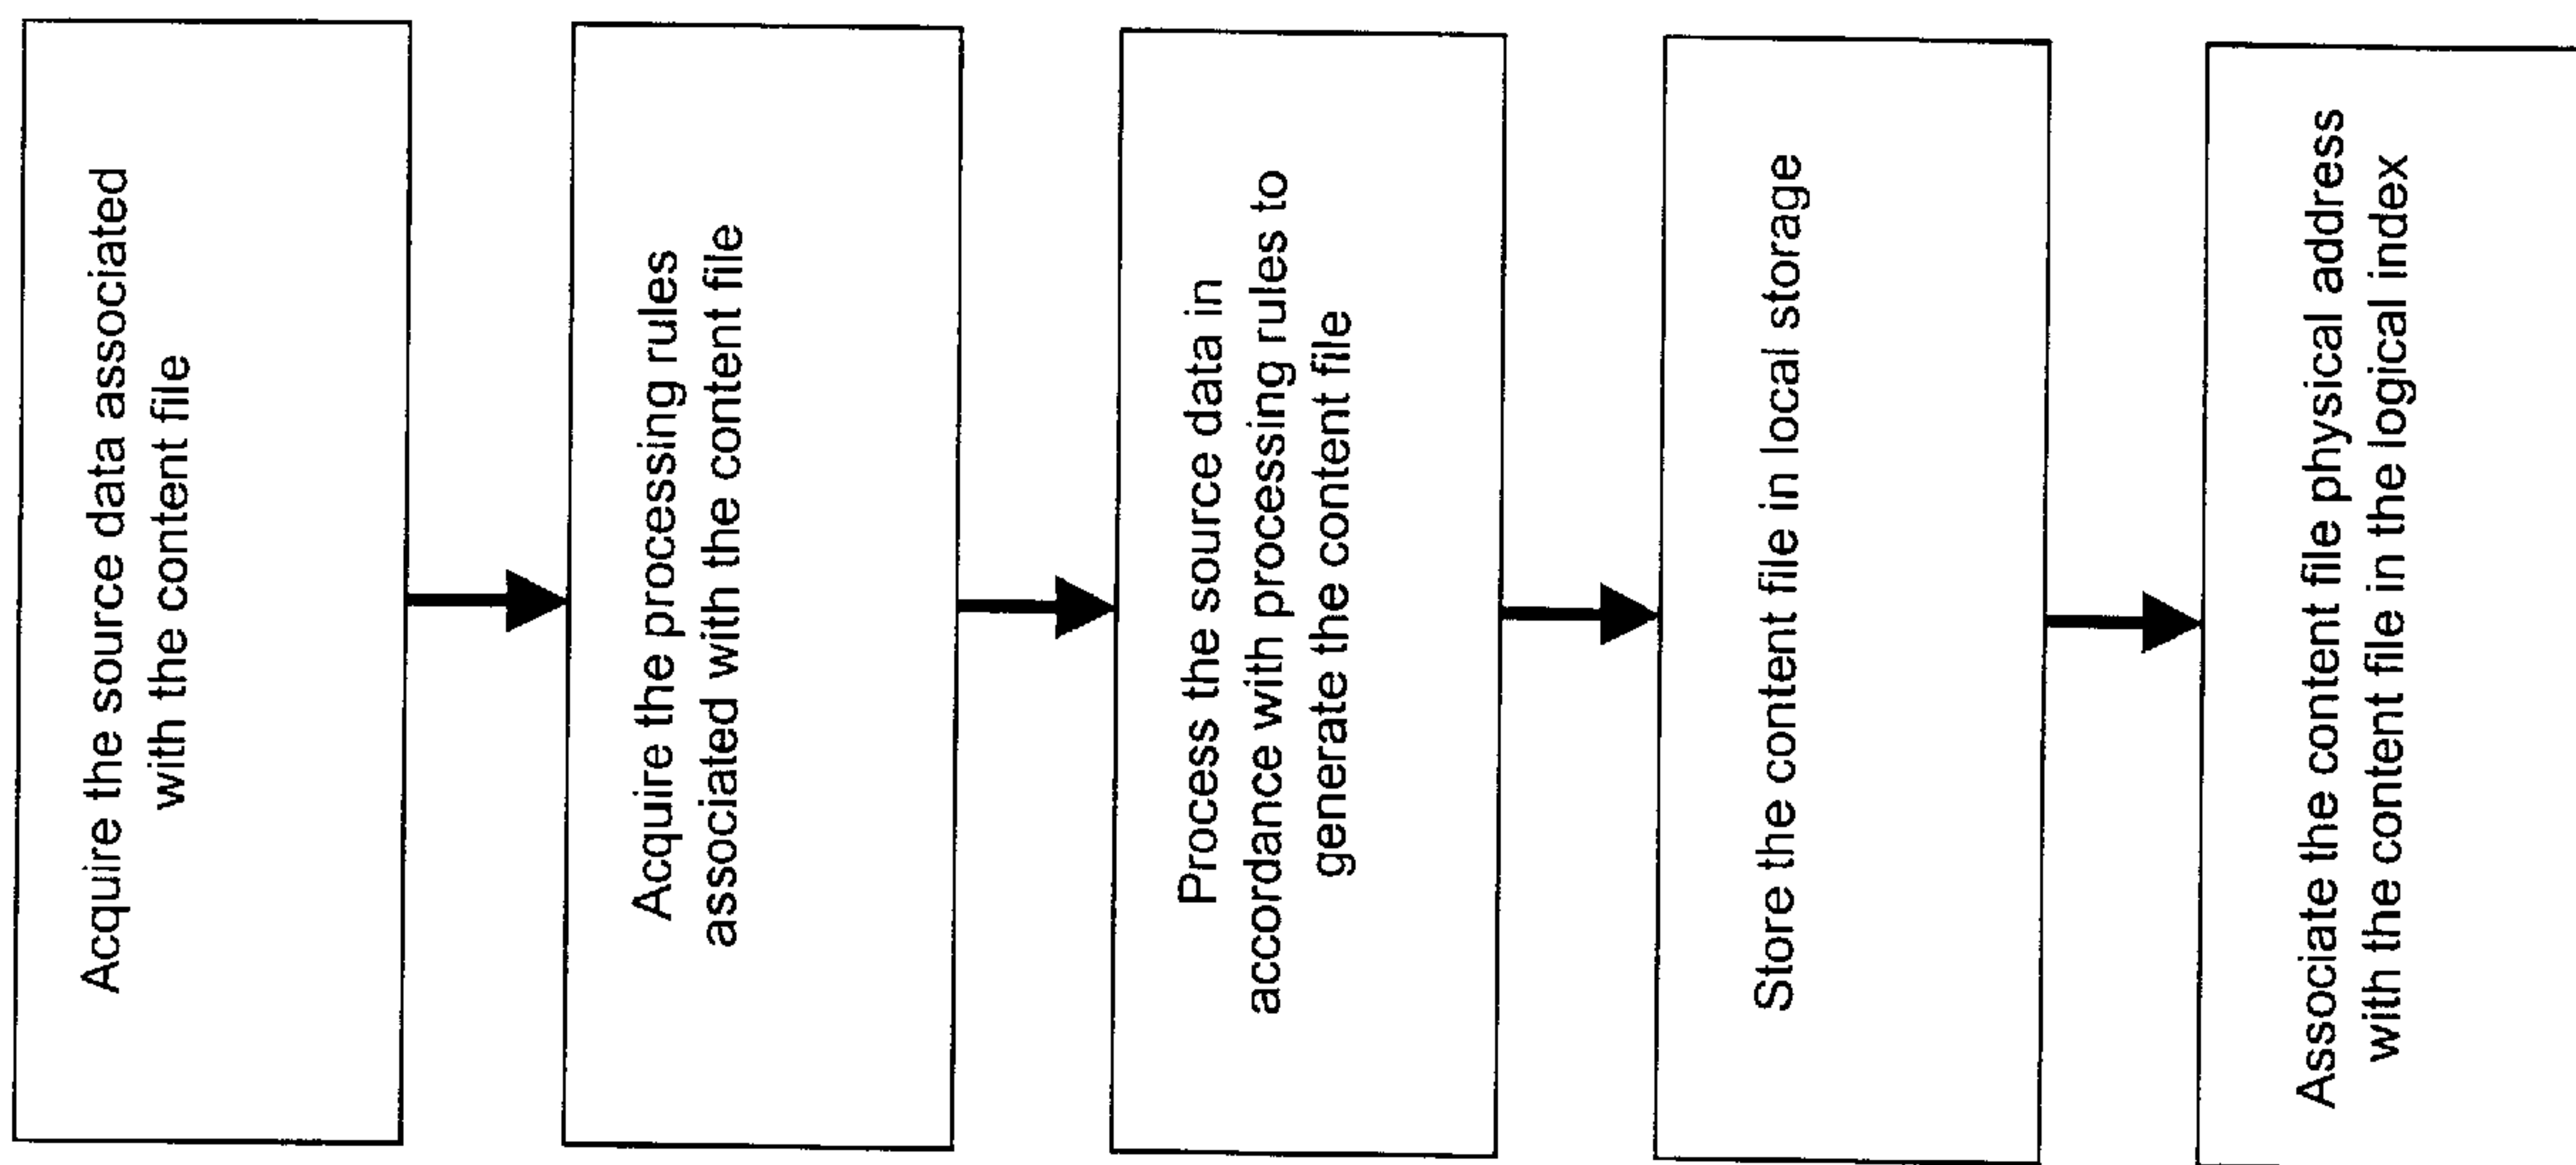 Acquire the source data associated
with the content file
Acquire the processing rules
associated with the content file
Process the source data in
accordance with processing rules to
generate the content file
Store the content file in local storage
Associate the content file physical address
with the content file in the logical index